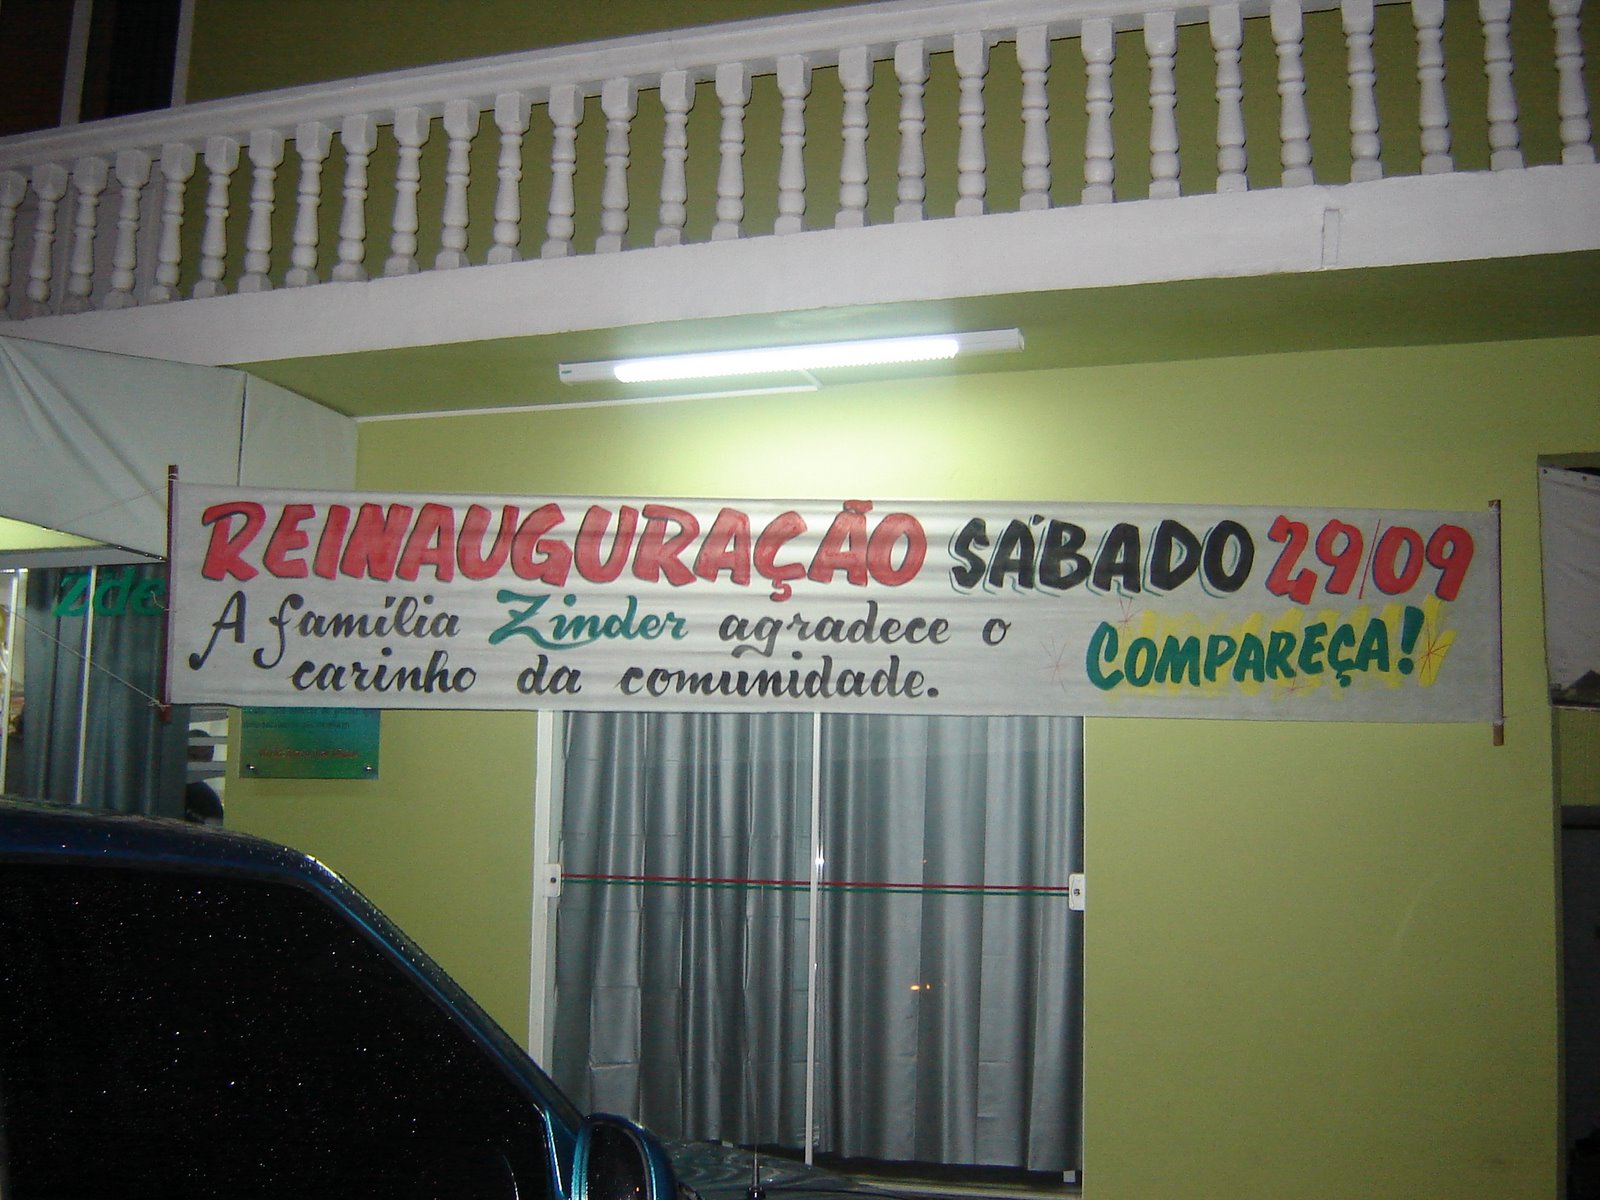 REINAUGURAÇÃO SÁBADO 29/09
A família Zinder agradece o
carinho da comunidade.
COMPAREÇA!